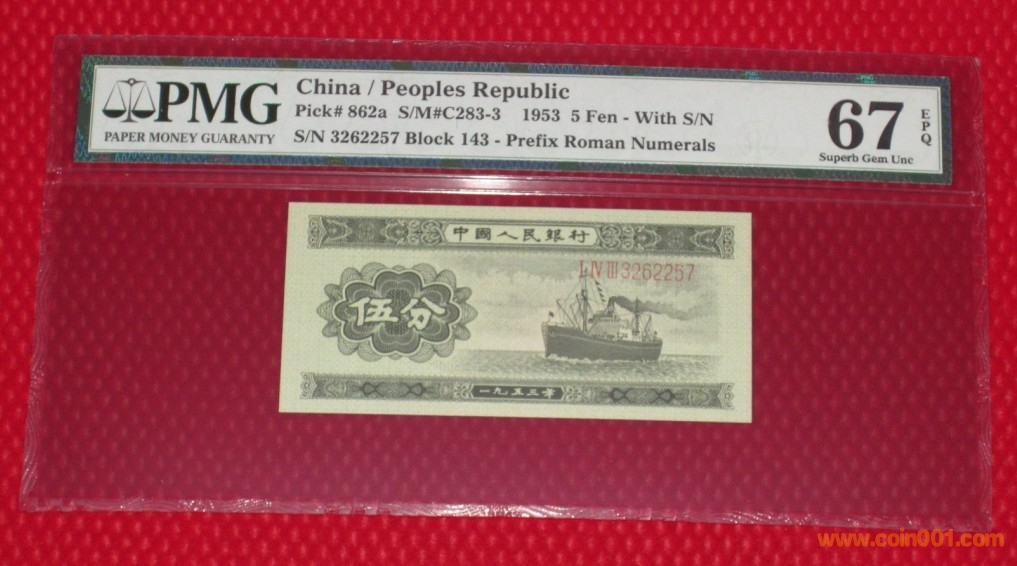 PMG
PAPER MONEY GUARANTY
China / Peoples Republic
Pick# 862a S/M#C283-3 1953 5 Fen - With S/N
S/N 3262257 Block 143 - Prefix Roman Numerals
67
EPQ
Superb Gem Unc
中國人民銀行
I IV III 3262257
伍分
一九五三年
www.coin001.com